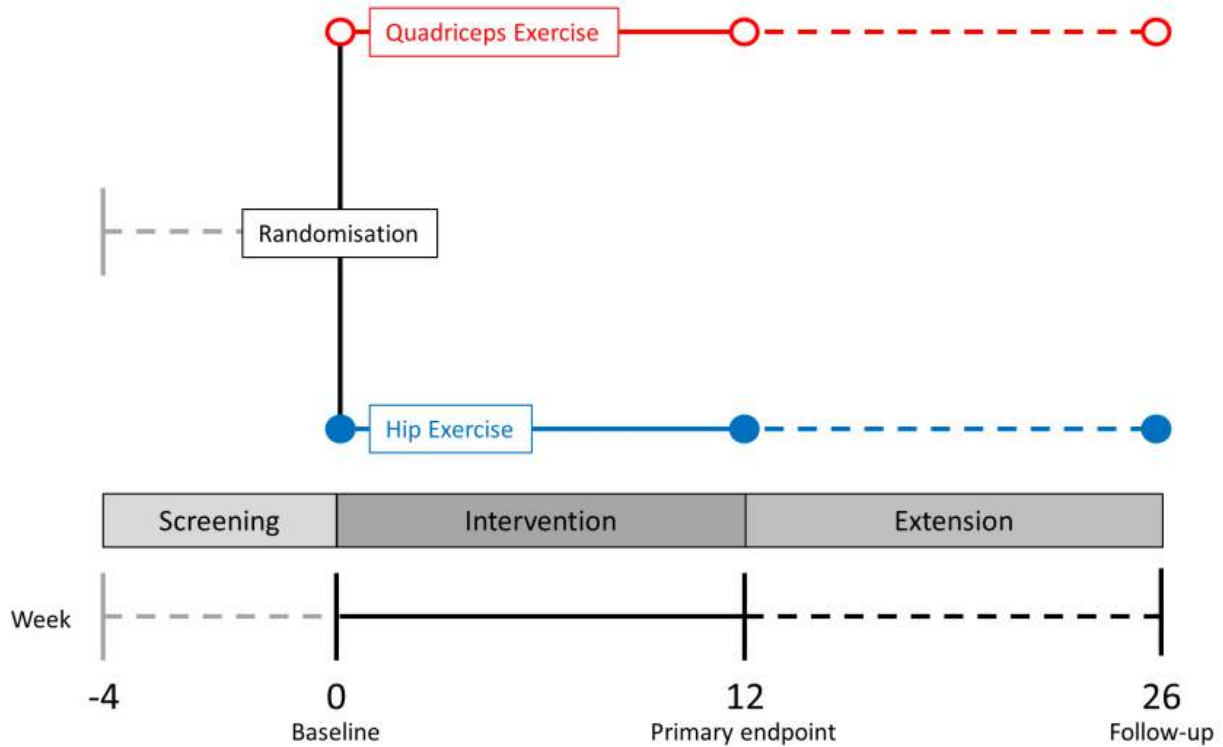 Quadriceps Exercise
Randomisation
Hip Exercise
Screening Intervention Extension
Week
-4 0 12 26
Baseline Primary endpoint Follow-up